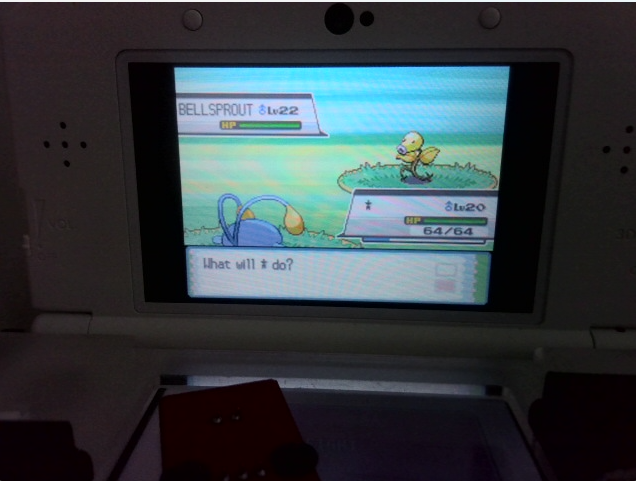 BELLSPROUT ♂Lv22
HP
* ♂Lv20
HP
64/64
What will * do?